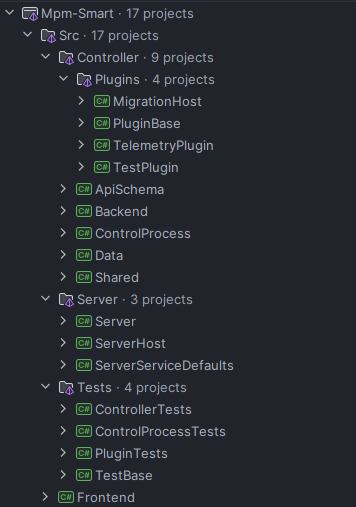 Mpm-Smart · 17 projects
Src · 17 projects
Controller · 9 projects
Plugins · 4 projects
C# MigrationHost
C# PluginBase
C# TelemetryPlugin
C# TestPlugin
C# ApiSchema
C# Backend
C# ControlProcess
C# Data
C# Shared
Server · 3 projects
C# Server
C# ServerHost
C# ServerServiceDefaults
Tests · 4 projects
C# ControllerTests
C# ControlProcessTests
C# PluginTests
C# TestBase
C# Frontend